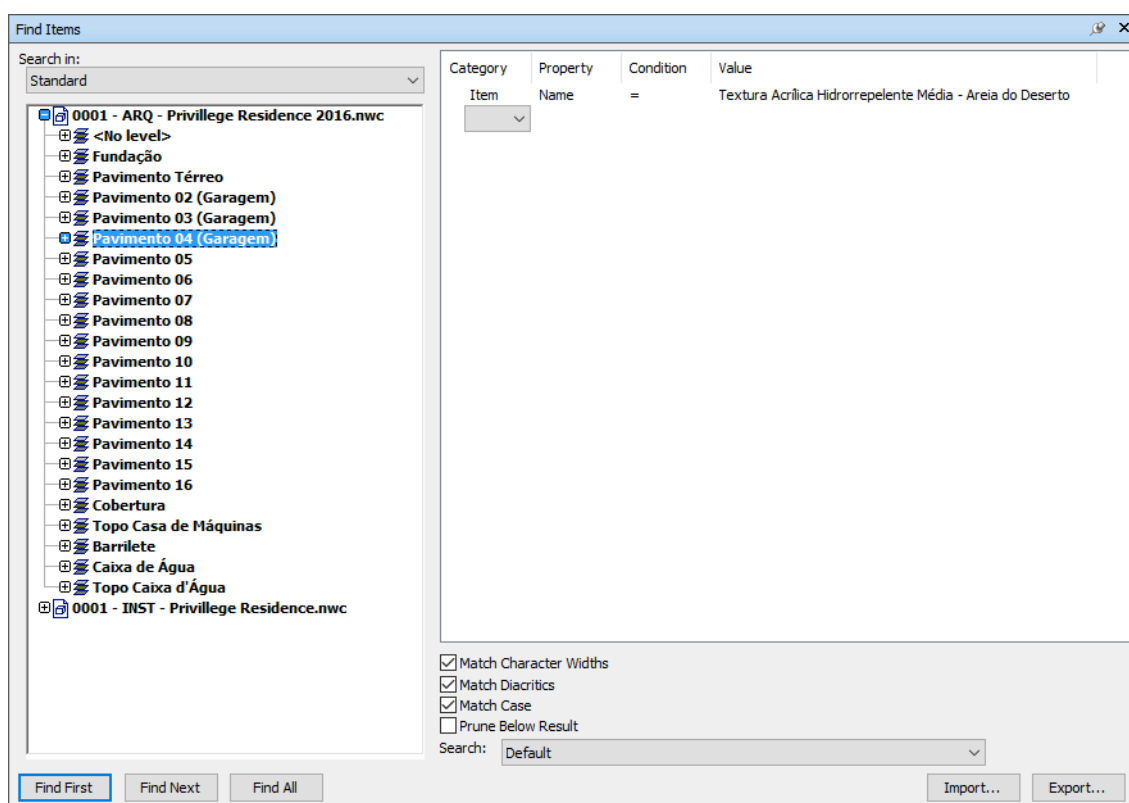 Find Items
Search in:
Standard
0001 - ARQ - Privillege Residence 2016.nwc
<No level>
Fundação
Pavimento Térreo
Pavimento 02 (Garagem)
Pavimento 03 (Garagem)
Pavimento 04 (Garagem)
Pavimento 05
Pavimento 06
Pavimento 07
Pavimento 08
Pavimento 09
Pavimento 10
Pavimento 11
Pavimento 12
Pavimento 13
Pavimento 14
Pavimento 15
Pavimento 16
Cobertura
Topo Casa de Máquinas
Barrilete
Caixa de Água
Topo Caixa d'Água
0001 - INST - Privillege Residence.nwc
Category Property Condition Value
Item Name = Textura Acrílica Hidrorrepelente Média - Areia do Deserto
Match Character Widths
Match Diacritics
Match Case
Prune Below Result
Search: Default
Find First Find Next Find All Import... Export...